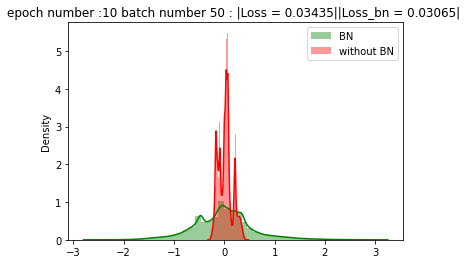 epoch number :10 batch number 50 : |Loss = 0.03435||Loss_bn = 0.03065|
BN
without BN
Density
5
4
3
2
1
0
−3 −2 −1 0 1 2 3